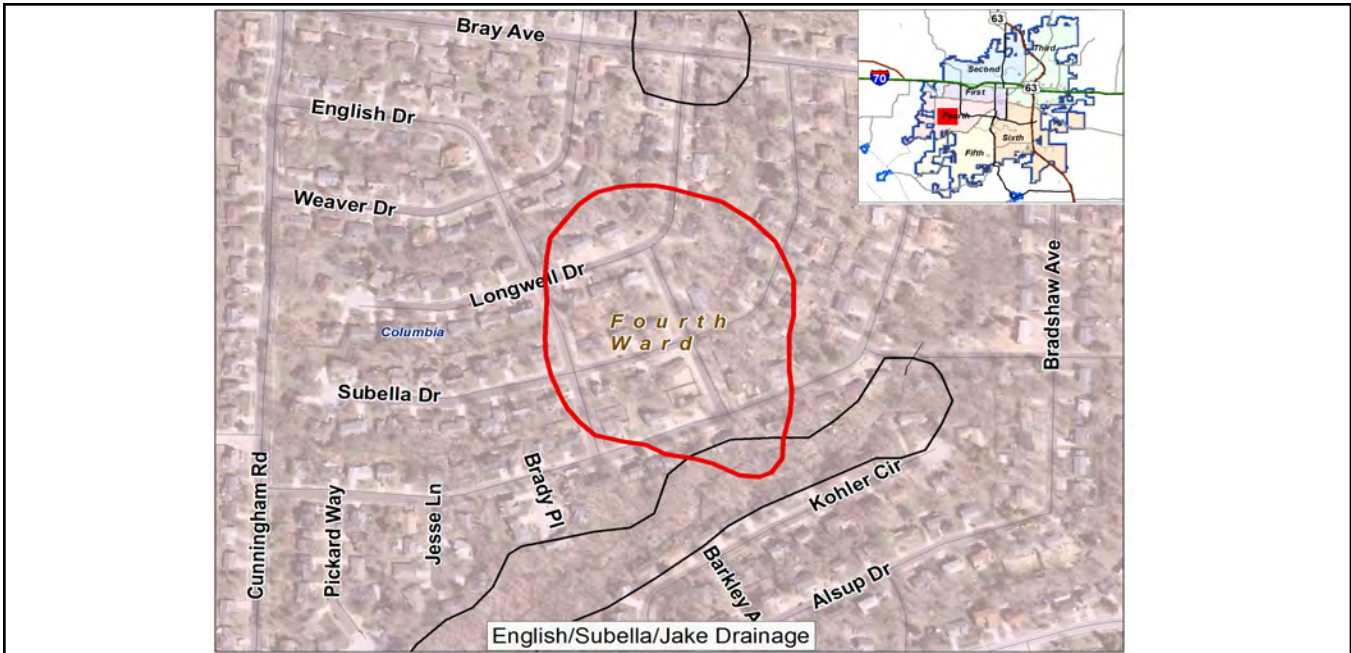 Bray Ave
English Dr
Weaver Dr
Longwell Dr
Columbia
Fourth
Ward
Subella Dr
Bradshaw Ave
Cunningham Rd
Pickard Way
Jesse Ln
Brady Pl
Kohler Cir
Barkley A
Alsup Dr
English/Subella/Jake Drainage
63
Third
Second
70
First
63
Fourth
Sixth
Fifth